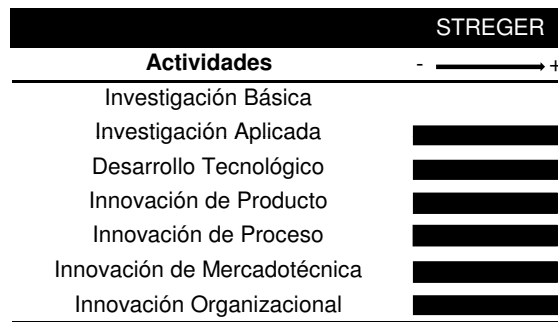 STREGER
Actividades - +
Investigación Básica
Investigación Aplicada
Desarrollo Tecnológico
Innovación de Producto
Innovación de Proceso
Innovación de Mercadotécnica
Innovación Organizacional